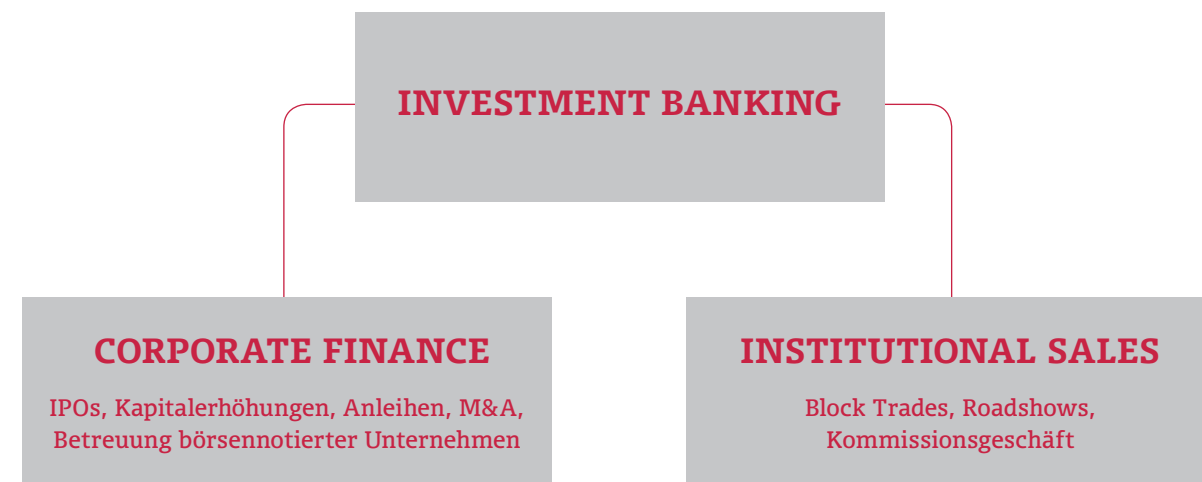 INVESTMENT BANKING
CORPORATE FINANCE
IPOs, Kapitalerhöhungen, Anleihen, M&A,
Betreuung börsennotierter Unternehmen
INSTITUTIONAL SALES
Block Trades, Roadshows,
Kommissionsgeschäft